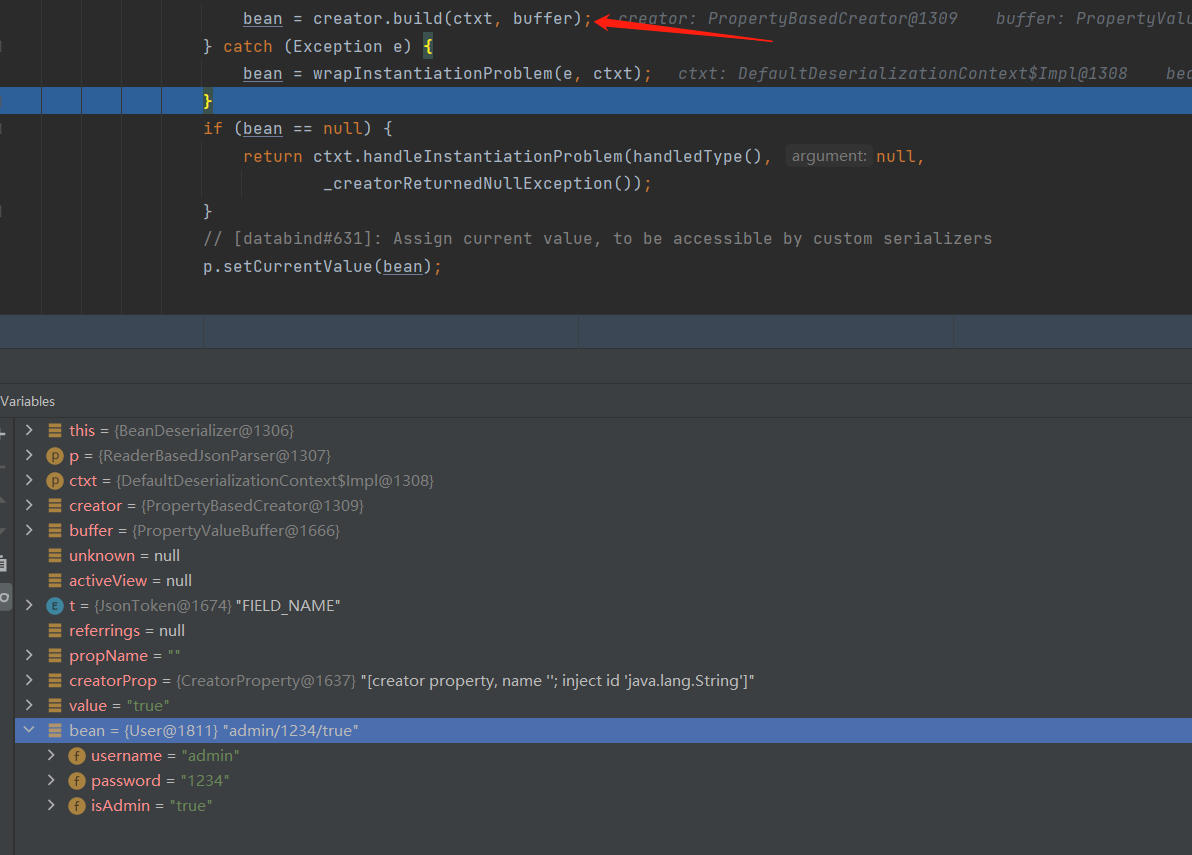 bean = creator.build(ctxt, buffer); creator: PropertyBasedCreator@1309 buffer: PropertyValu
} catch (Exception e) {
bean = wrapInstantiationProblem(e, ctxt); ctxt: DefaultDeserializationContext$Impl@1308 bea
}
if (bean == null) {
return ctxt.handleInstantiationProblem(handledType(), argument: null,
_creatorReturnedNullException());
}
// [databind#631]: Assign current value, to be accessible by custom serializers
p.setCurrentValue(bean);
Variables
this = {BeanDeserializer@1306}
p p = {ReaderBasedJsonParser@1307}
p ctxt = {DefaultDeserializationContext$Impl@1308}
creator = {PropertyBasedCreator@1309}
buffer = {PropertyValueBuffer@1666}
unknown = null
activeView = null
E t = {JsonToken@1674} "FIELD_NAME"
referrings = null
propName = ""
creatorProp = {CreatorProperty@1637} "[creator property, name ''; inject id 'java.lang.String']"
value = "true"
bean = {User@1811} "admin/1234/true"
f username = "admin"
f password = "1234"
f isAdmin = "true"